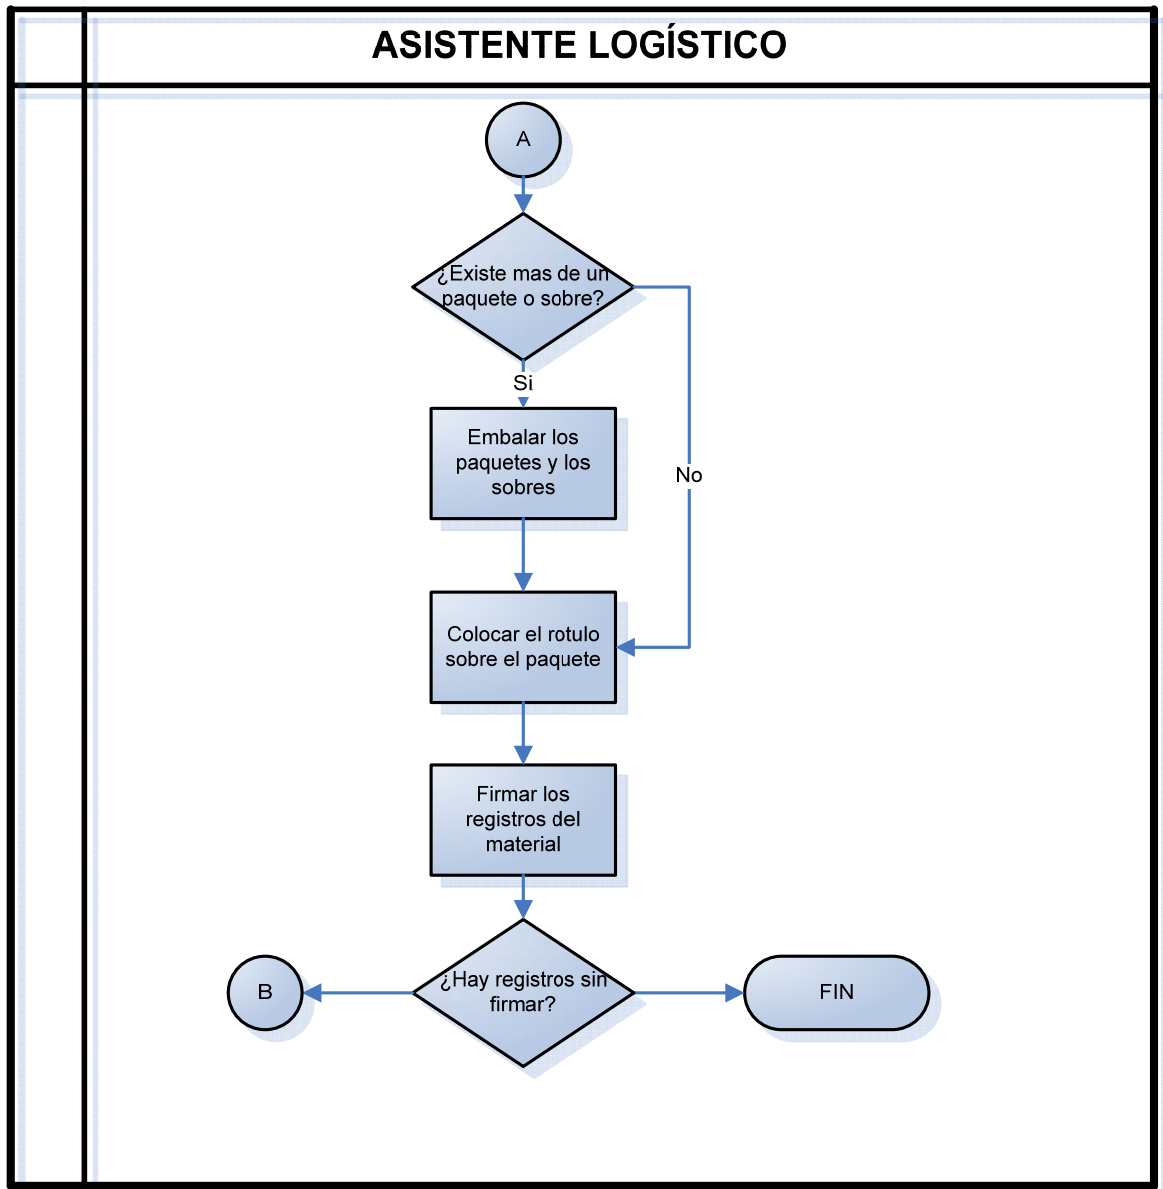 ASISTENTE LOGÍSTICO
A
¿Existe mas de un
paquete o sobre?
Si
Embalar los
paquetes y los
sobres
No
Colocar el rotulo
sobre el paquete
Firmar los
registros del
material
¿Hay registros sin
firmar?
B
FIN